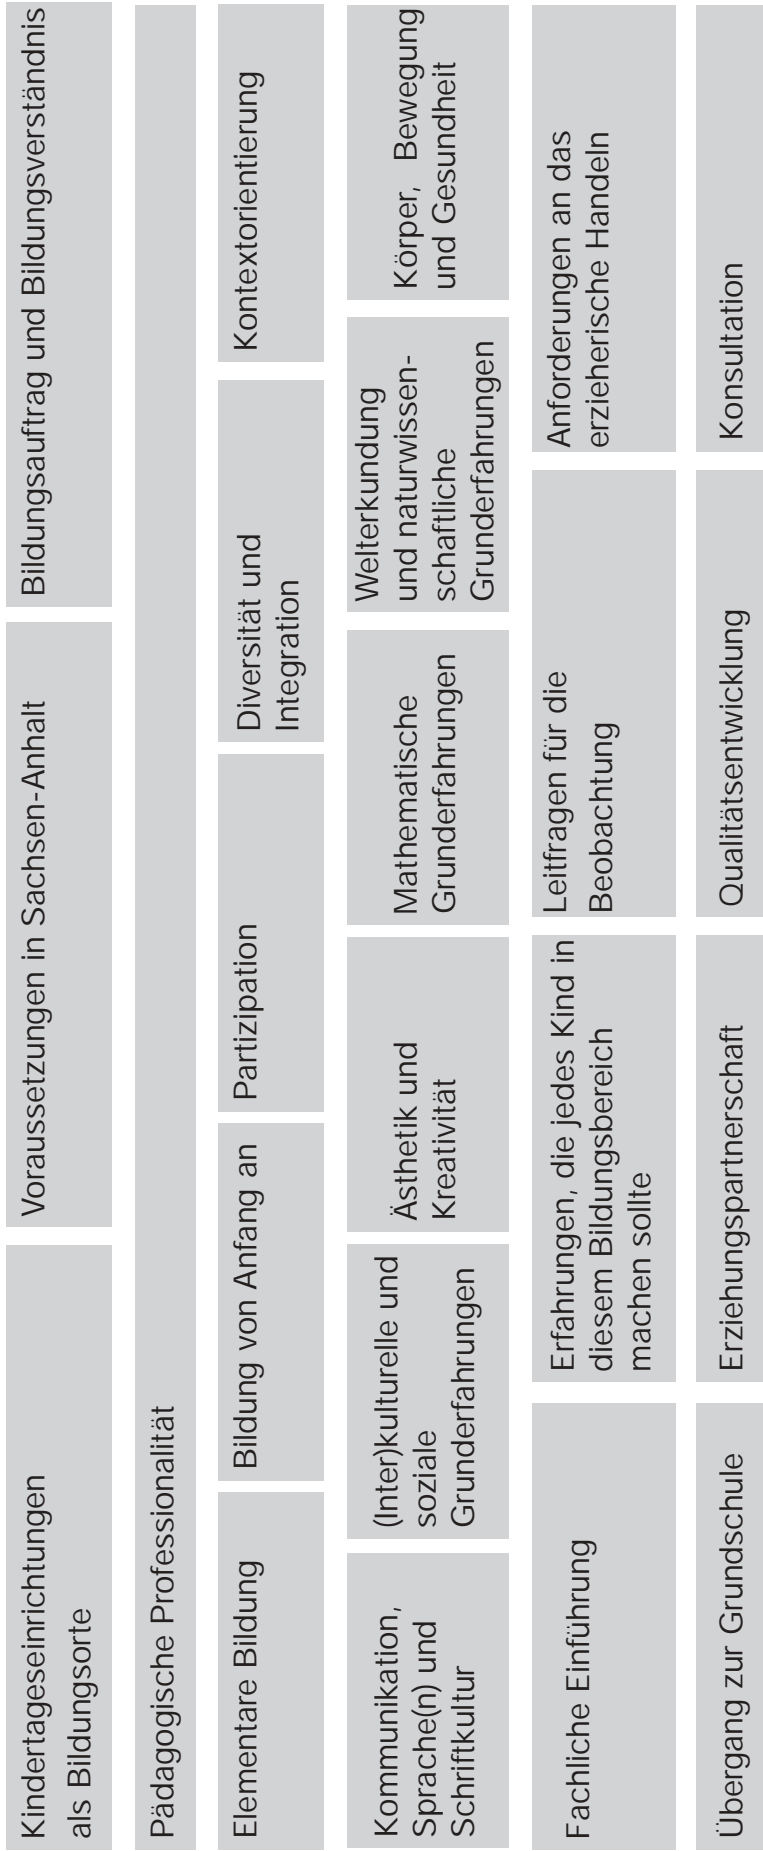 Kindertageseinrichtungen
als Bildungsorte
Voraussetzungen in Sachsen-Anhalt
Bildungsauftrag und Bildungsverständnis
Pädagogische Professionalität
Elementare Bildung
Bildung von Anfang an
Partizipation
Diversität und
Integration
Kontextorientierung
Kommunikation,
Sprache(n) und
Schriftkultur
(Inter)kulturelle und
soziale
Grunderfahrungen
Ästhetik und
Kreativität
Mathematische
Grunderfahrungen
Welterkundung
und naturwissen-
schaftliche
Grunderfahrungen
Körper, Bewegung
und Gesundheit
Fachliche Einführung
Erfahrungen, die jedes Kind in
diesem Bildungsbereich
machen sollte
Leitfragen für die
Beobachtung
Anforderungen an das
erzieherische Handeln
Übergang zur Grundschule
Erziehungspartnerschaft
Qualitätsentwicklung
Konsultation